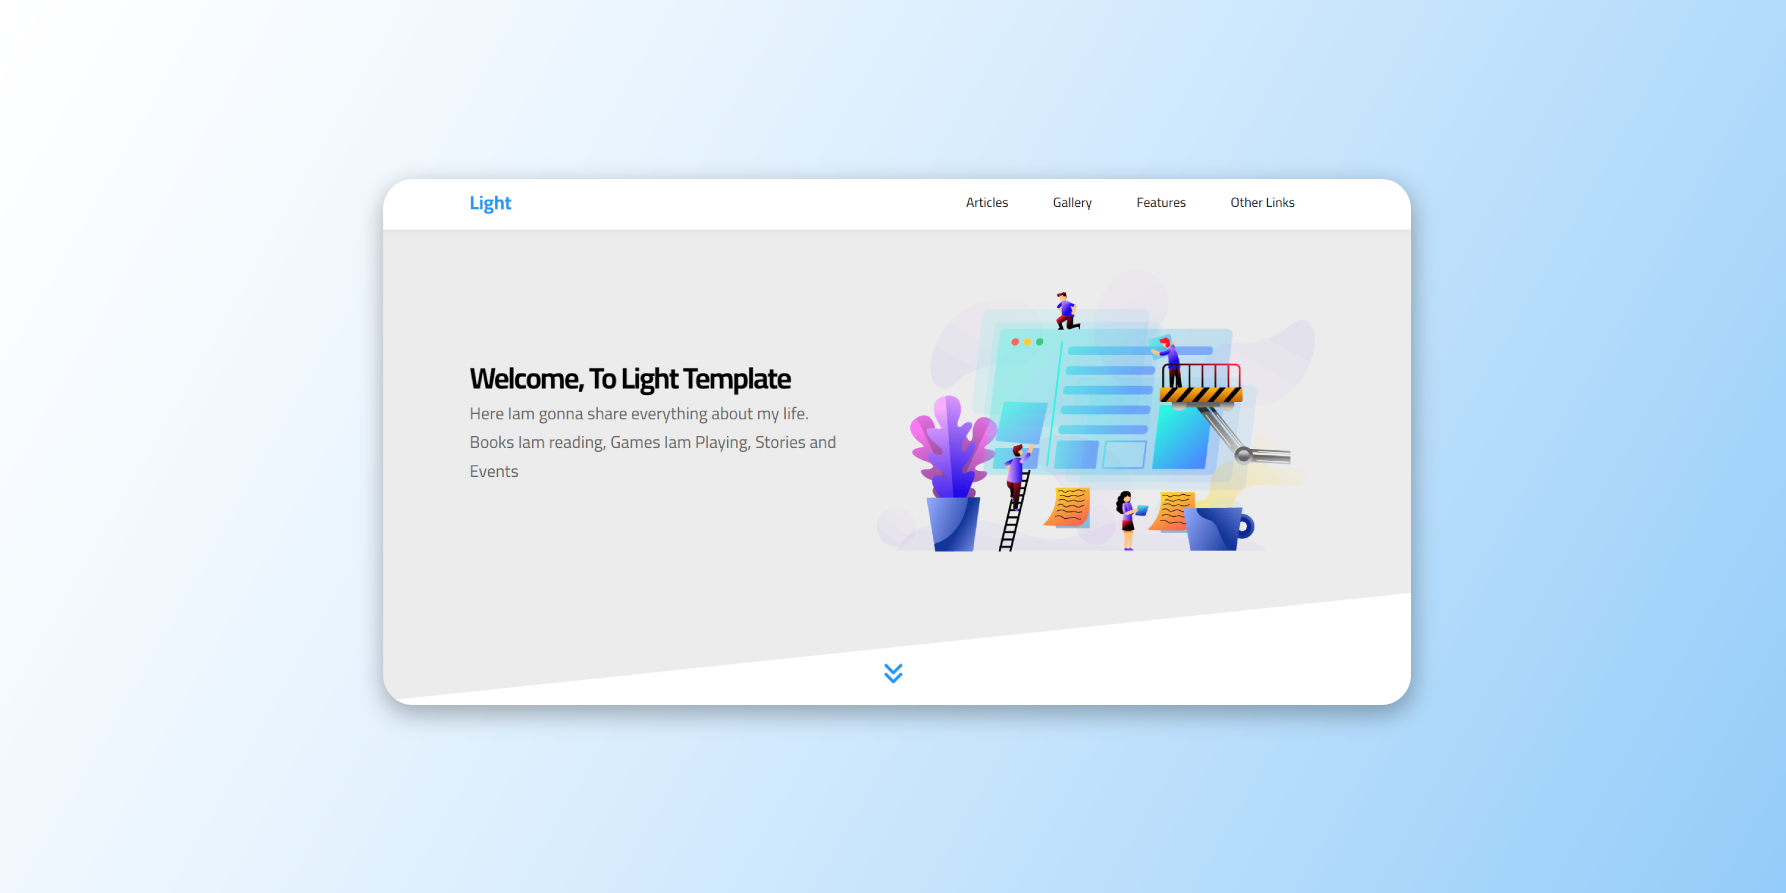 Light
Articles
Gallery
Features
Other Links
Welcome, To Light Template
Here Iam gonna share everything about my life.
Books Iam reading, Games Iam Playing, Stories and
Events